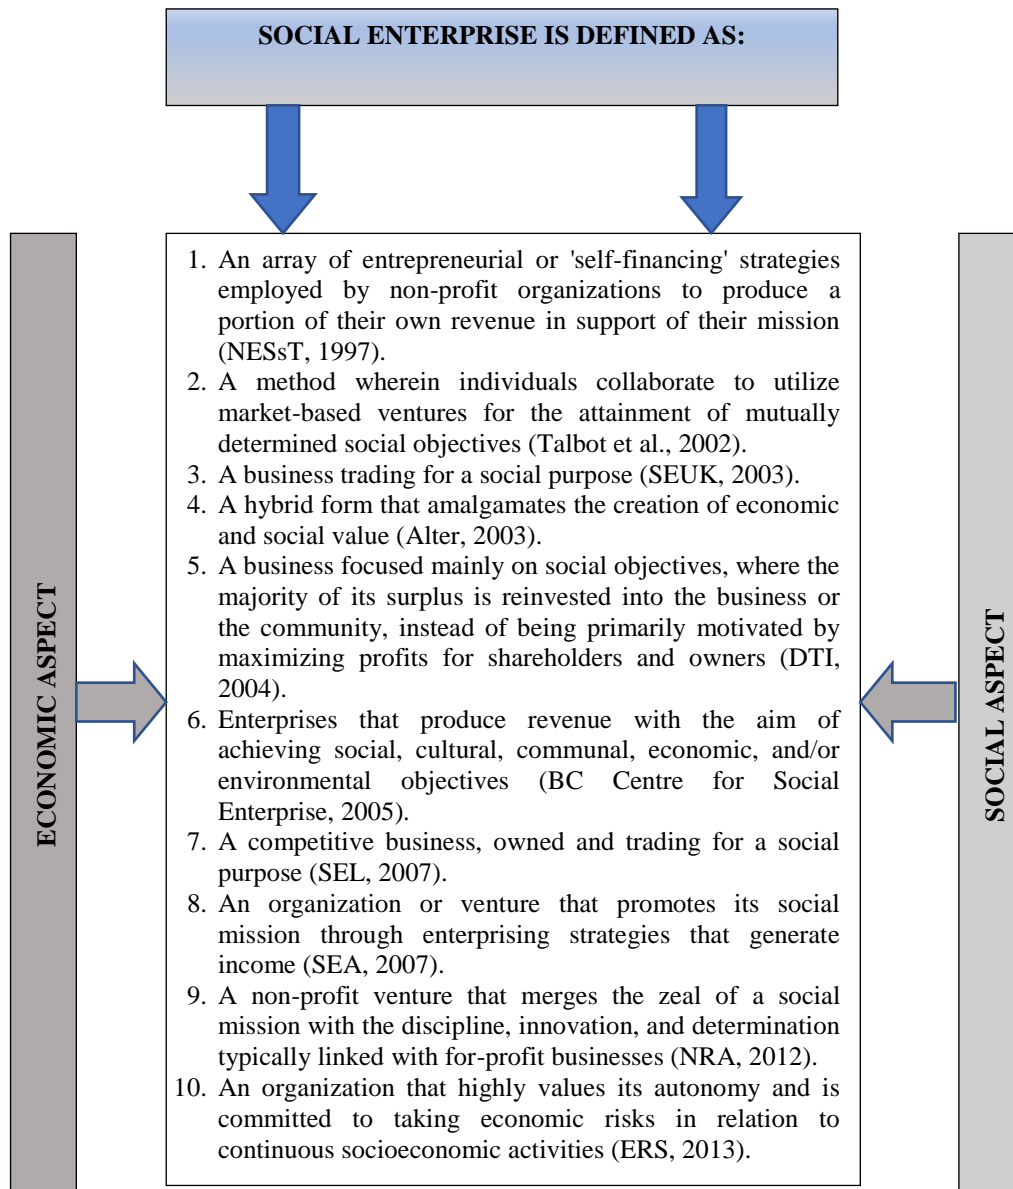 SOCIAL ENTERPRISE IS DEFINED AS:
ECONOMIC ASPECT
1. An array of entrepreneurial or 'self-financing' strategies
employed by non-profit organizations to produce a
portion of their own revenue in support of their mission
(NESsT, 1997).
2. A method wherein individuals collaborate to utilize
market-based ventures for the attainment of mutually
determined social objectives (Talbot et al., 2002).
3. A business trading for a social purpose (SEUK, 2003).
4. A hybrid form that amalgamates the creation of economic
and social value (Alter, 2003).
5. A business focused mainly on social objectives, where the
majority of its surplus is reinvested into the business or
the community, instead of being primarily motivated by
maximizing profits for shareholders and owners (DTI,
2004).
6. Enterprises that produce revenue with the aim of
achieving social, cultural, communal, economic, and/or
environmental objectives (BC Centre for Social
Enterprise, 2005).
7. A competitive business, owned and trading for a social
purpose (SEL, 2007).
8. An organization or venture that promotes its social
mission through enterprising strategies that generate
income (SEA, 2007).
9. A non-profit venture that merges the zeal of a social
mission with the discipline, innovation, and determination
typically linked with for-profit businesses (NRA, 2012).
10. An organization that highly values its autonomy and is
committed to taking economic risks in relation to
continuous socioeconomic activities (ERS, 2013).
SOCIAL ASPECT